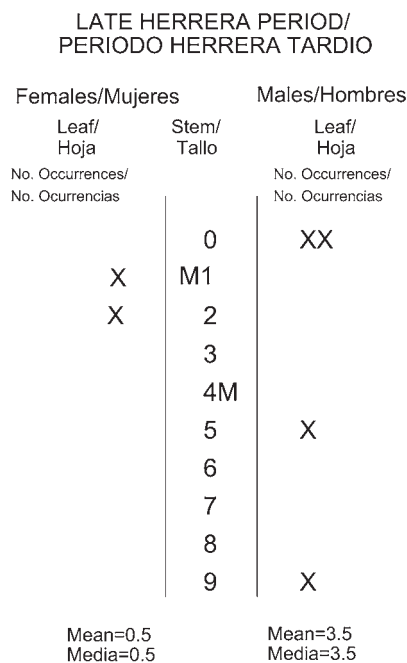 LATE HERRERA PERIOD/
PERIODO HERRERA TARDIO
Females/Mujeres Males/Hombres
Leaf/ Stem/ Leaf/
Hoja Tallo Hoja
No. Occurrences/ No. Occurrences/
No. Ocurrencias No. Ocurrencias
0 XX
X M1
X 2
3
4M
5 X
6
7
8
9 X
Mean=0.5 Mean=3.5
Media=0.5 Media=3.5